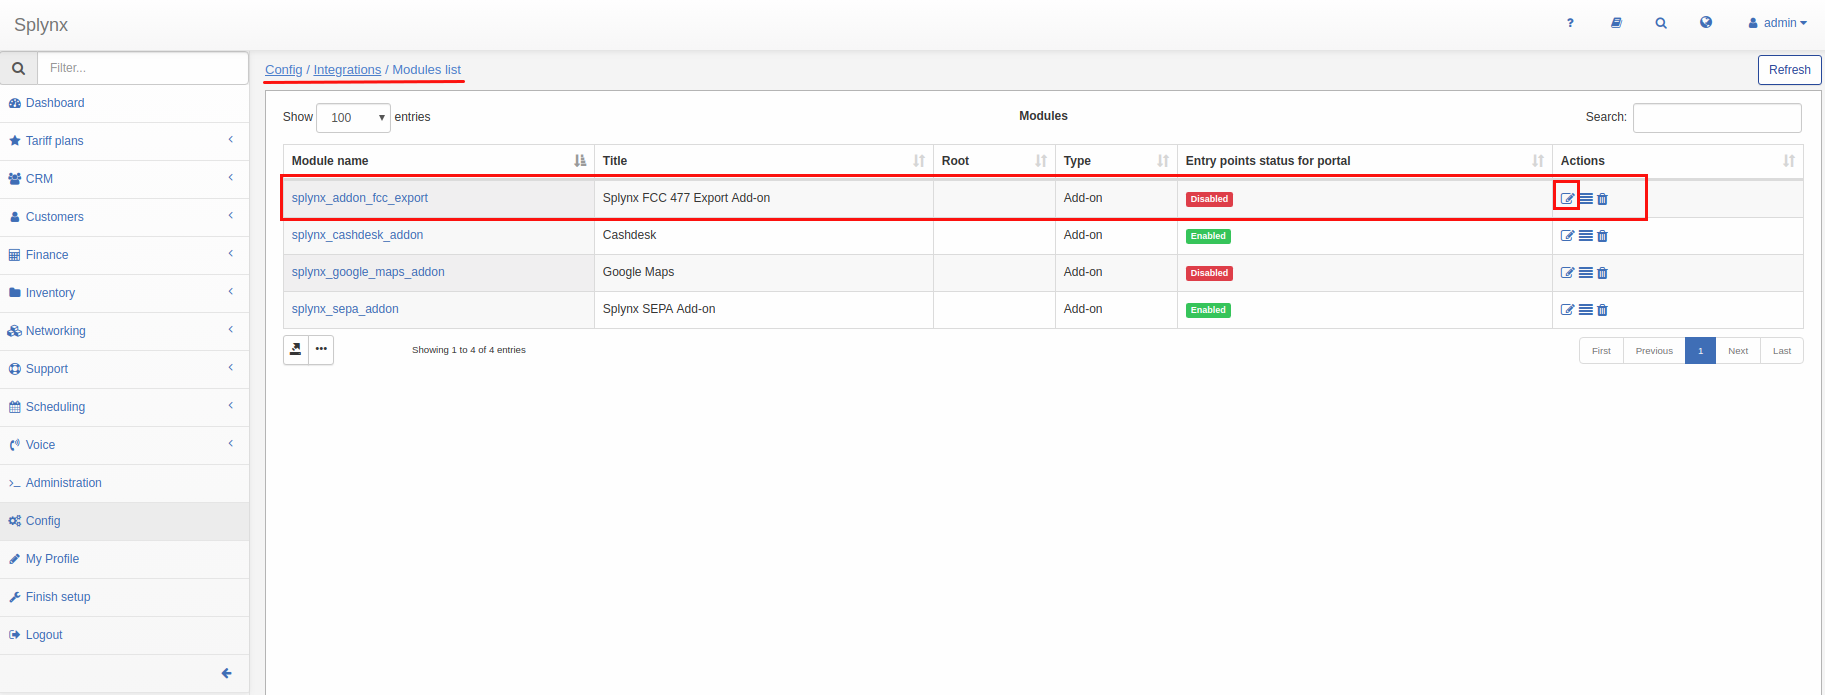 Splynx
? admin
Filter...
Dashboard
Tariff plans
CRM
Customers
Finance
Inventory
Networking
Support
Scheduling
Voice
Administration
Config
My Profile
Finish setup
Logout
Config / Integrations / Modules list
Refresh
Show 100 entries
Modules
Search:
Module name Title Root Type Entry points status for portal Actions
splynx_addon_fcc_export Splynx FCC 477 Export Add-on Add-on Disabled
splynx_cashdesk_addon Cashdesk Add-on Enabled
splynx_google_maps_addon Google Maps Add-on Disabled
splynx_sepa_addon Splynx SEPA Add-on Add-on Enabled
Showing 1 to 4 of 4 entries
First Previous 1 Next Last